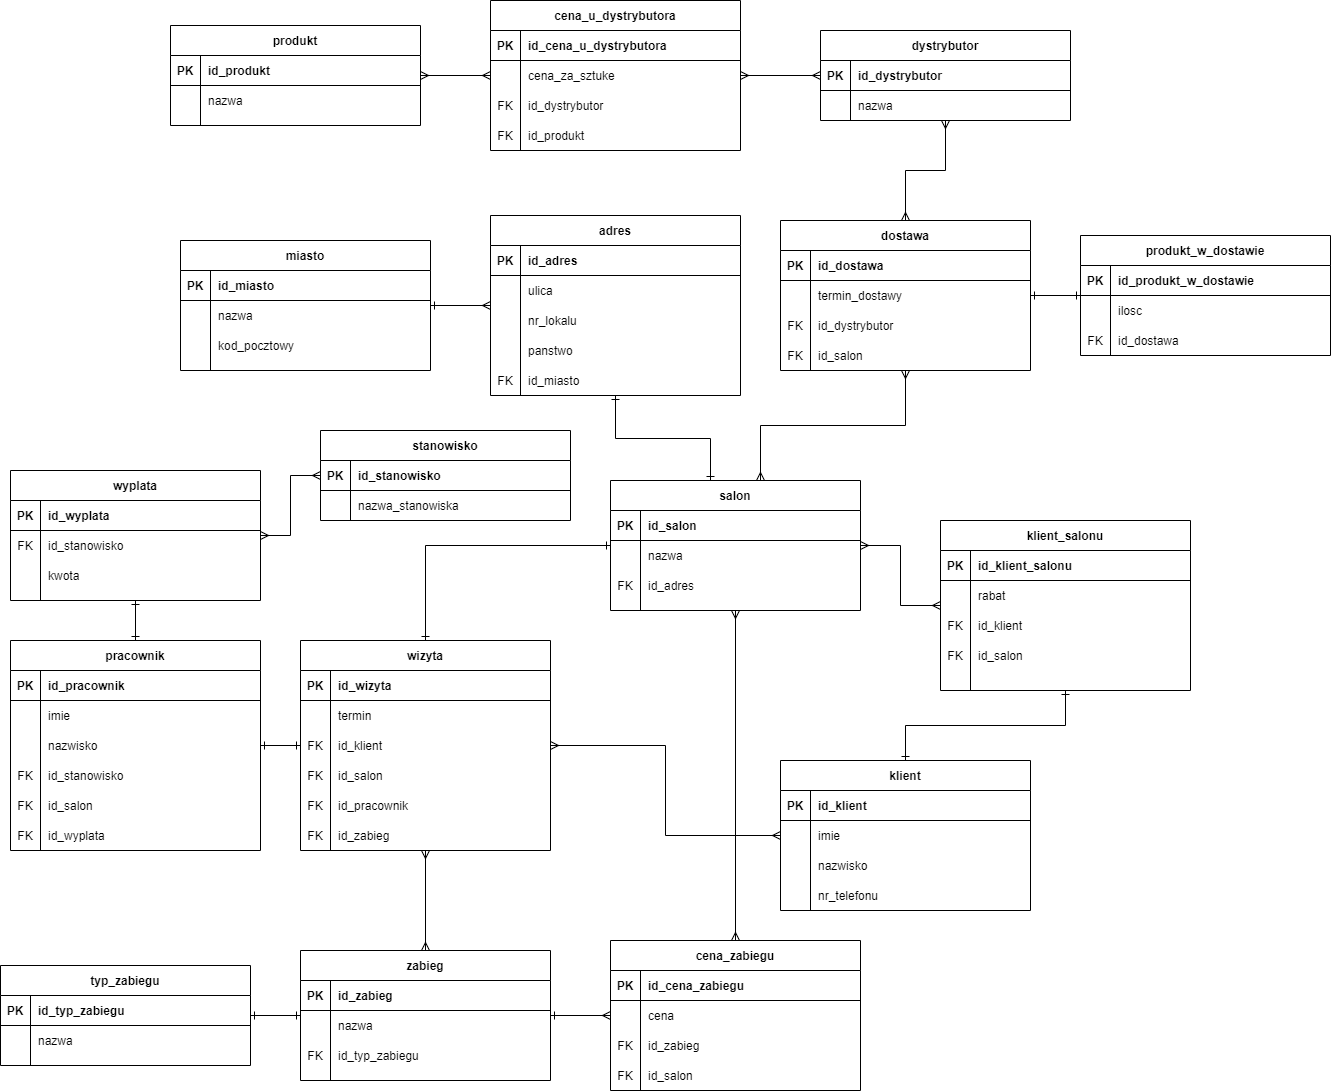 cena_u_dystrybutora
PK id_cena_u_dystrybutora
cena_za_sztuke
FK id_dystrybutor
FK id_produkt
produkt
PK id_produkt
nazwa
dystrybutor
PK id_dystrybutor
nazwa
miasto
PK id_miasto
nazwa
kod_pocztowy
adres
PK id_adres
ulica
nr_lokalu
panstwo
FK id_miasto
dostawa
PK id_dostawa
termin_dostawy
FK id_dystrybutor
FK id_salon
produkt_w_dostawie
PK id_produkt_w_dostawie
ilosc
FK id_dostawa
stanowisko
PK id_stanowisko
nazwa_stanowiska
wyplata
PK id_wyplata
FK id_stanowisko
kwota
salon
PK id_salon
nazwa
FK id_adres
klient_salonu
PK id_klient_salonu
rabat
FK id_klient
FK id_salon
pracownik
PK id_pracownik
imie
nazwisko
FK id_stanowisko
FK id_salon
FK id_wyplata
wizyta
PK id_wizyta
termin
FK id_klient
FK id_salon
FK id_pracownik
FK id_zabieg
klient
PK id_klient
imie
nazwisko
nr_telefonu
typ_zabiegu
PK id_typ_zabiegu
nazwa
zabieg
PK id_zabieg
nazwa
FK id_typ_zabiegu
cena_zabiegu
PK id_cena_zabiegu
cena
FK id_zabieg
FK id_salon